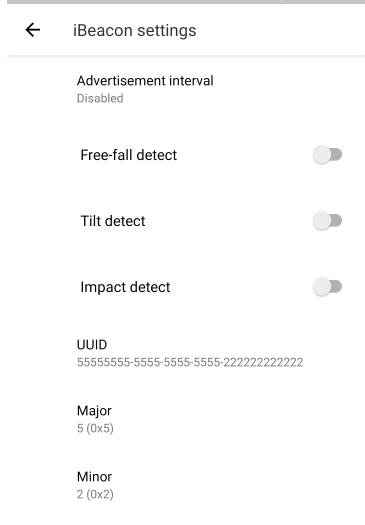 iBeacon settings
Advertisement interval
Disabled
Free-fall detect
Tilt detect
Impact detect
UUID
55555555-5555-5555-5555-222222222222
Major
5 (0x5)
Minor
2 (0x2)